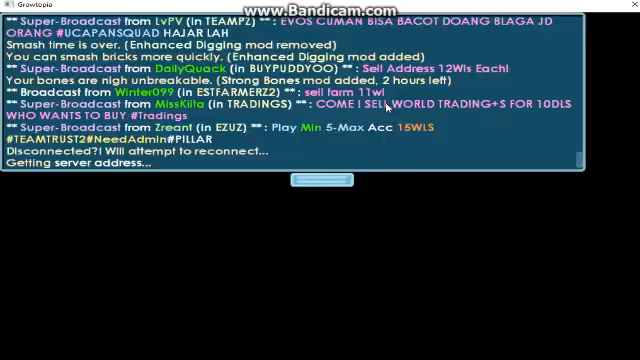 Growtopia
www.Bandicam.com
** Super-Broadcast from LvPV (in TEAMPZ) ** : EVOS CUMAN BISA BACOT DOANG BLAGA JD
ORANG #UCAPANSQUAD HAJAR LAH
Smash time is over. (Enhanced Digging mod removed)
You can smash bricks more quickly. (Enhanced Digging mod added)
** Super-Broadcast from DailyQuack (in BUYPUDDYOO) ** : Sell Address 12Wls Each!
Your bones are nigh unbreakable. (Strong Bones mod added, 2 hours left)
** Broadcast from Winter099 (in ESTFARMERZ2) ** : sell farm 11wl
** Super-Broadcast from MissKiita (in TRADINGS) ** : COME I SELL WORLD TRADING+S FOR 10DLS
WHO WANTS TO BUY #Tradings
** Super-Broadcast from Zreant (in EZUZ) ** : Play Min 5-Max Acc 15WLS
#TEAMTRUST2#NeedAdmin#PILLAR
Disconnected?! Will attempt to reconnect...
Getting server address...